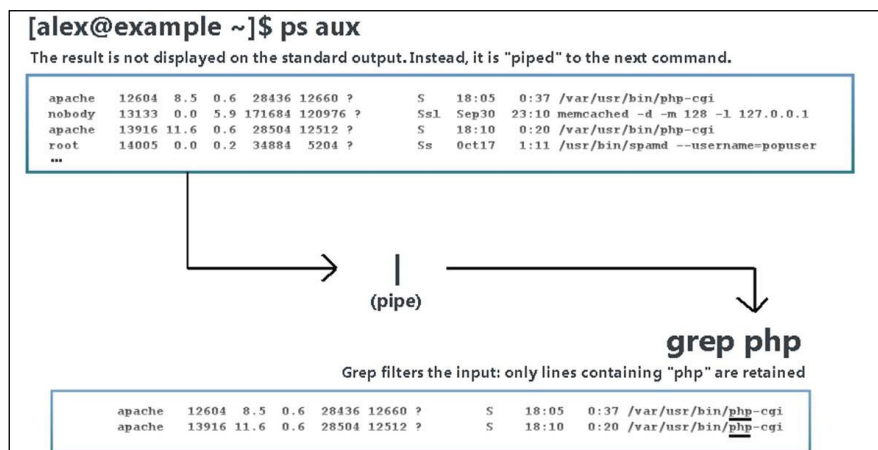 [alex@example ~]$ ps aux
The result is not displayed on the standard output. Instead, it is "piped" to the next command.
apache 12604 8.5 0.6 28436 12660 ? S 18:05 0:37 /var/usr/bin/php-cgi
nobody 13133 0.0 5.9 171684 120976 ? Ssl Sep30 23:10 memcached -d -m 128 -l 127.0.0.1
apache 13916 11.6 0.6 28504 12512 ? S 18:10 0:20 /var/usr/bin/php-cgi
root 14005 0.0 0.2 34884 5204 ? Ss Oct17 1:11 /usr/bin/spamd --username=popuser
...
|
(pipe)
grep php
Grep filters the input: only lines containing "php" are retained
apache 12604 8.5 0.6 28436 12660 ? S 18:05 0:37 /var/usr/bin/php-cgi
apache 13916 11.6 0.6 28504 12512 ? S 18:10 0:20 /var/usr/bin/php-cgi